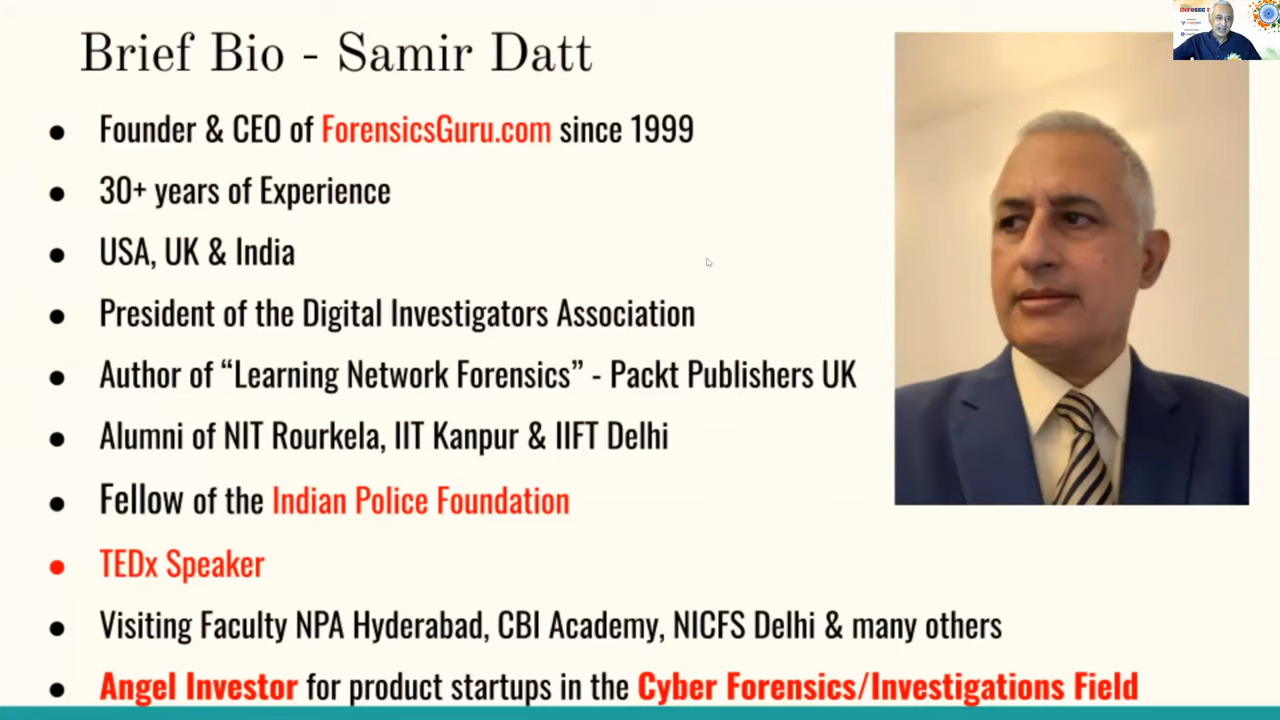 Brief Bio - Samir Datt
Founder & CEO of ForensicsGuru.com since 1999
30+ years of Experience
USA, UK & India
President of the Digital Investigators Association
Author of “Learning Network Forensics” - Packt Publishers UK
Alumni of NIT Rourkela, IIT Kanpur & IIFT Delhi
Fellow of the Indian Police Foundation
TEDx Speaker
Visiting Faculty NPA Hyderabad, CBI Academy, NICFS Delhi & many others
Angel Investor for product startups in the Cyber Forensics/Investigations Field
INFOSEC